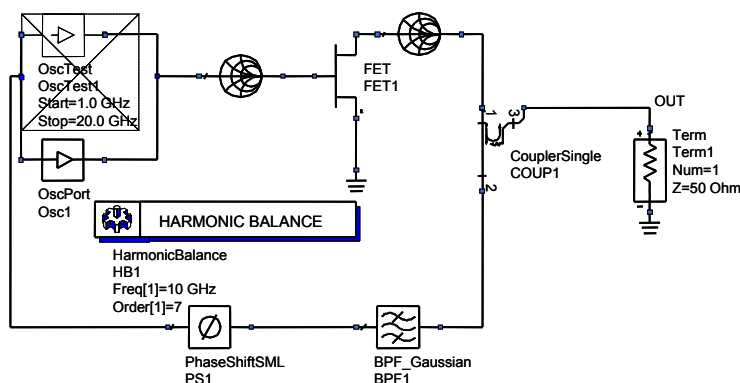 OscTest
OscTest1
Start=1.0 GHz
Stop=20.0 GHz
OscPort
Osc1
FET
FET1
1
3
2
CouplerSingle
COUP1
OUT
+
Term
Term1
Num=1
Z=50 Ohm
-
HARMONIC BALANCE
HarmonicBalance
HB1
Freq[1]=10 GHz
Order[1]=7
PhaseShiftSML
PS1
BPF_Gaussian
BPF1